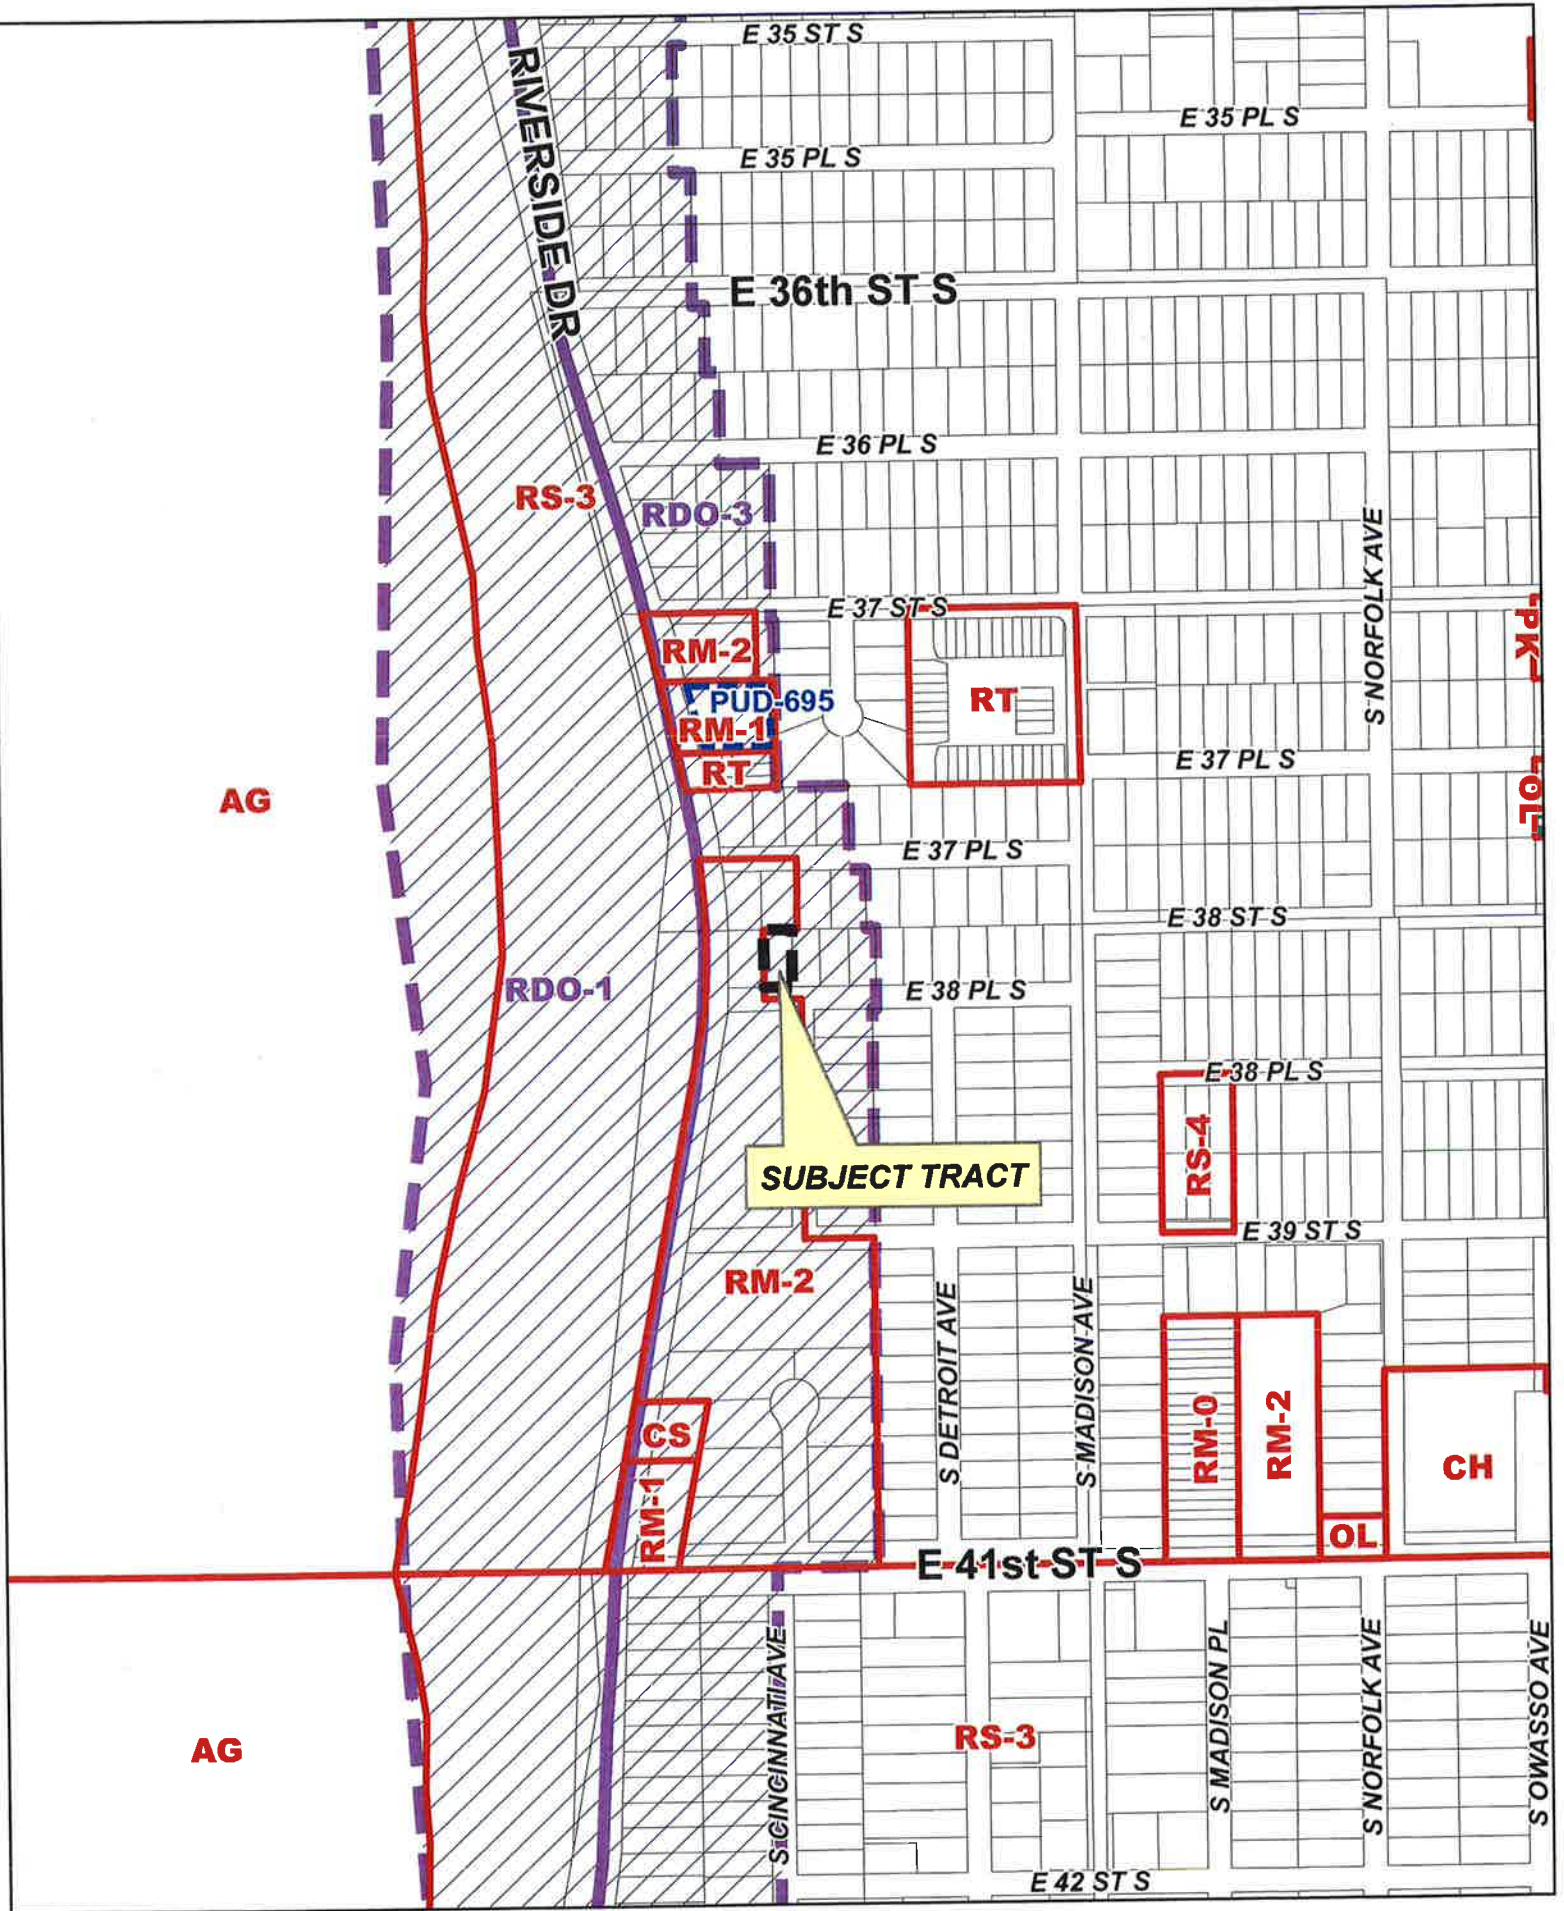 E 35 ST S
RIVERSIDE DR
E 35 PL S
E 35 PL S
E 36th ST S
E 36 PL S
RS-3
RDO-3
S NORFOLK AVE
E 37 ST S
PK
RM-2
PUD-695
RT
RM-1
E 37 PL S
RT
AG
OL
E 37 PL S
E 38 ST S
RDO-1
E 38 PL S
E 38 PL S
RS-4
SUBJECT TRACT
E 39 ST S
RM-2
S DETROIT AVE
S MADISON AVE
CS
RM-0
RM-2
CH
RM-1
OL
E 41st ST S
S CINCINNATI AVE
S MADISON PL
S NORFOLK AVE
S OWASSO AVE
RS-3
AG
E 42 ST S